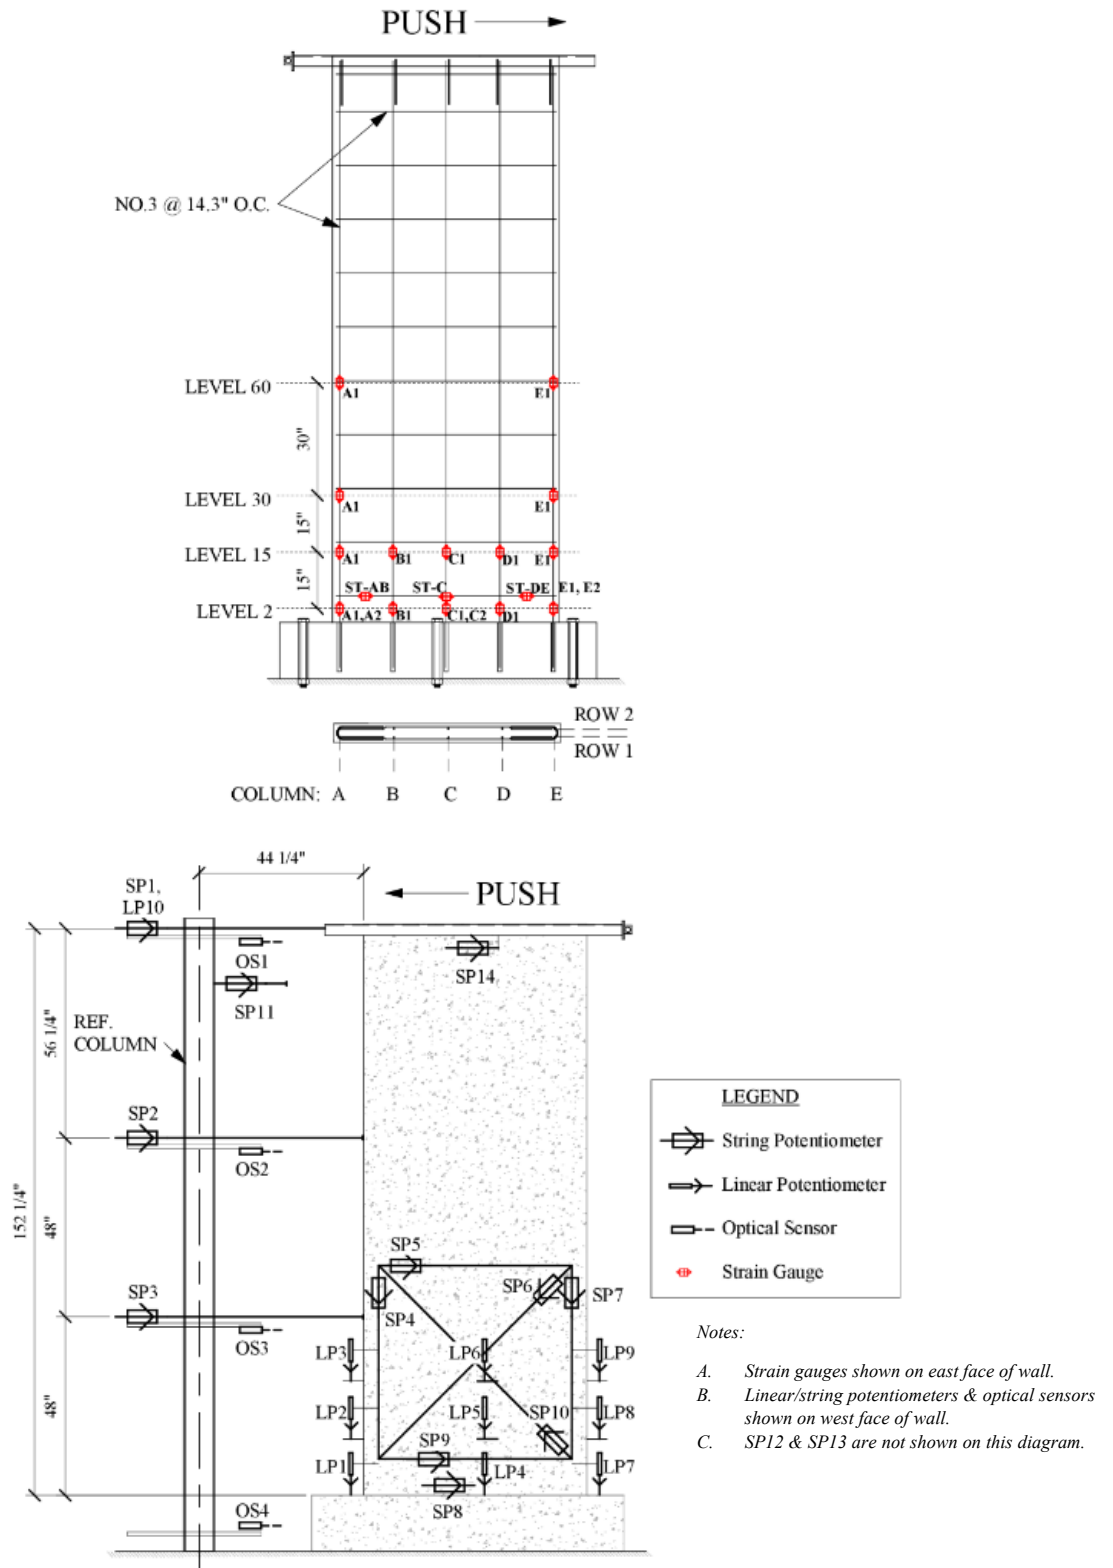 PUSH
NO.3 @ 14.3" O.C.
LEVEL 60
A1
E1
30"
LEVEL 30
A1
E1
15"
LEVEL 15
A1
B1
C1
D1
E1
15"
ST-AB
ST-C
ST-DE
E1, E2
LEVEL 2
A1,A2
B1
C1,C2
D1
ROW 2
ROW 1
COLUMN: A B C D E
44 1/4"
SP1,
LP10
PUSH
OS1
SP14
SP11
REF.
COLUMN
56 1/4"
SP2
OS2
152 1/4"
48"
SP5
SP6
SP7
SP4
SP3
OS3
LP3
LP6
LP9
48"
LP2
LP5
LP8
SP10
SP9
LP1
LP4
LP7
SP8
OS4
LEGEND
String Potentiometer
Linear Potentiometer
Optical Sensor
Strain Gauge
Notes:
A. Strain gauges shown on east face of wall.
B. Linear/string potentiometers & optical sensors
shown on west face of wall.
C. SP12 & SP13 are not shown on this diagram.